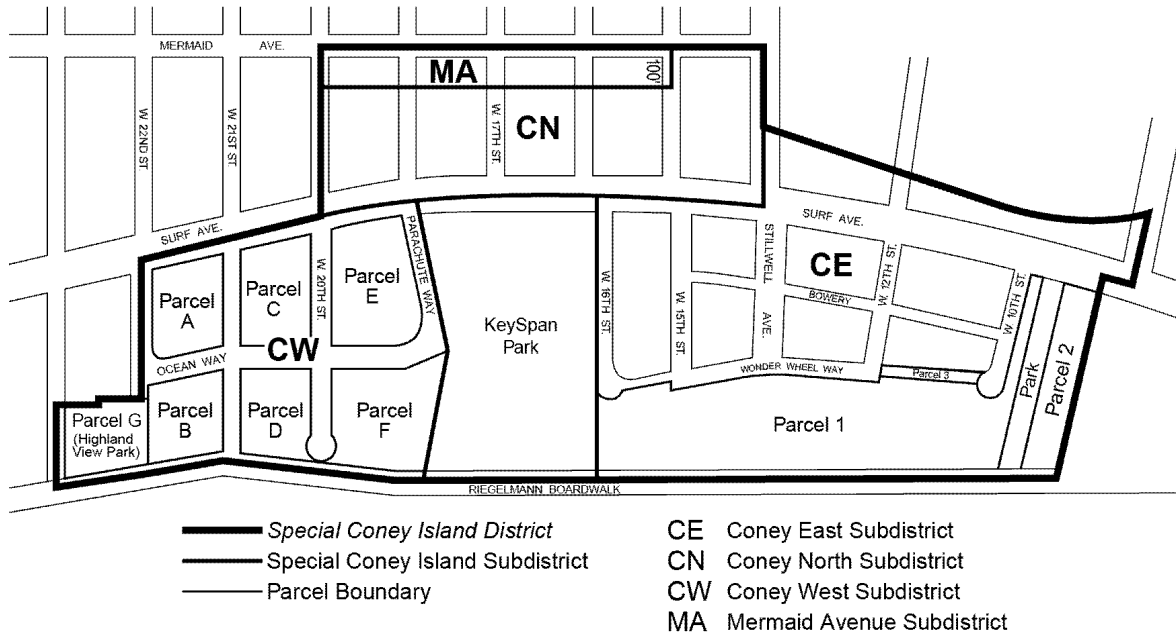 MERMAID AVE.
MA
100'
W. 22ND ST.
W. 21ST ST.
W. 17TH ST.
CN
SURF AVE.
SURF AVE.
Parcel
A
Parcel
C
W. 20TH ST.
Parcel
E
PARACHUTE WAY
KeySpan
Park
W. 16TH ST.
W. 15TH ST.
STILLWELL AVE.
CE
BOWERY
W. 12TH ST.
W. 10TH ST.
CW
OCEAN WAY
WONDER WHEEL WAY
Parcel 3
Park
Parcel 2
Parcel G
(Highland
View Park)
Parcel
B
Parcel
D
Parcel
F
Parcel 1
RIEGELMANN BOARDWALK
Special Coney Island District
Special Coney Island Subdistrict
Parcel Boundary
CE Coney East Subdistrict
CN Coney North Subdistrict
CW Coney West Subdistrict
MA Mermaid Avenue Subdistrict